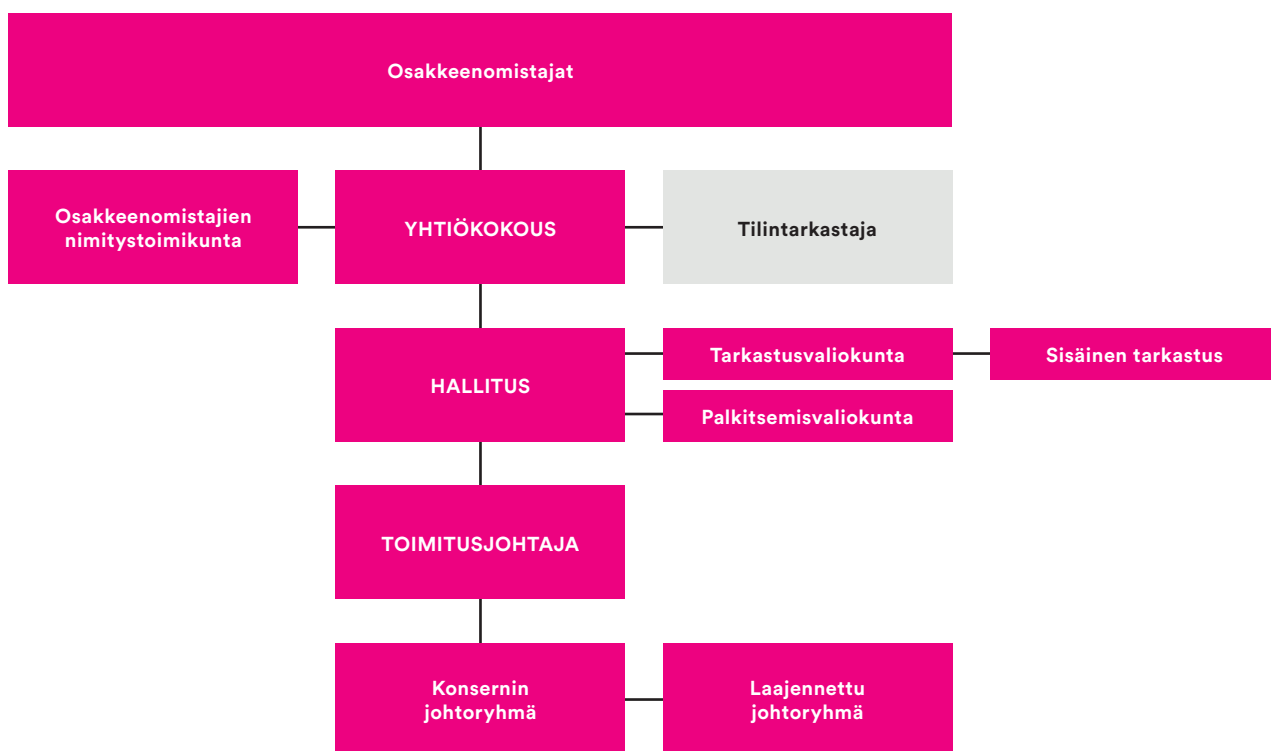 Osakkeenomistajat
Osakkeenomistajien
nimitystoimikunta
YHTIÖKOKOUS
Tilintarkastaja
HALLITUS
Tarkastusvaliokunta
Sisäinen tarkastus
Palkitsemisvaliokunta
TOIMITUSJOHTAJA
Konsernin
johtoryhmä
Laajennettu
johtoryhmä